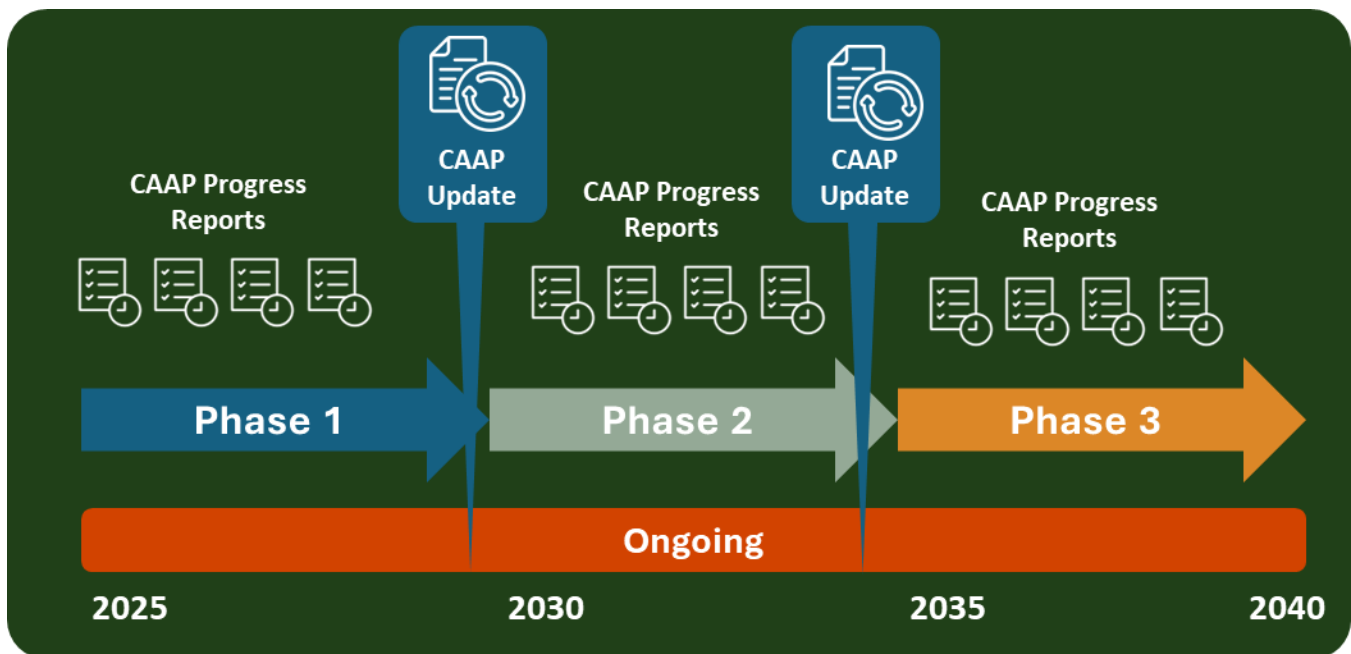 CAAP
Update
CAAP
Update
CAAP Progress
Reports
CAAP Progress
Reports
CAAP Progress
Reports
Phase 1
Phase 2
Phase 3
Ongoing
2025
2030
2035
2040